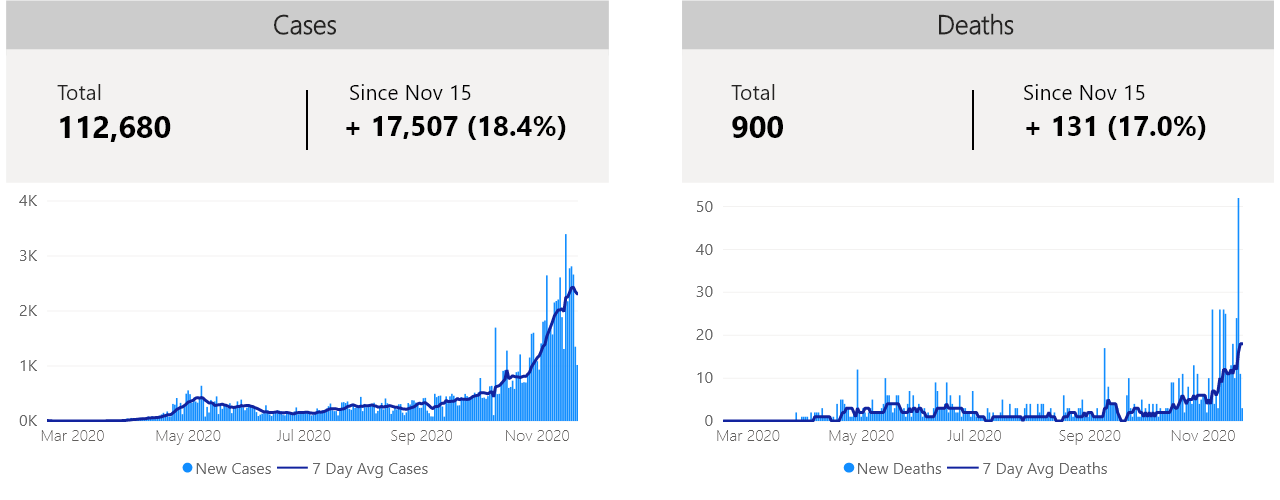 Cases
Total
112,680
Since Nov 15
+ 17,507 (18.4%)
4K
3K
2K
1K
0K
Mar 2020 May 2020 Jul 2020 Sep 2020 Nov 2020
New Cases 7 Day Avg Cases
Deaths
Total
900
Since Nov 15
+ 131 (17.0%)
50
40
30
20
10
0
Mar 2020 May 2020 Jul 2020 Sep 2020 Nov 2020
New Deaths 7 Day Avg Deaths